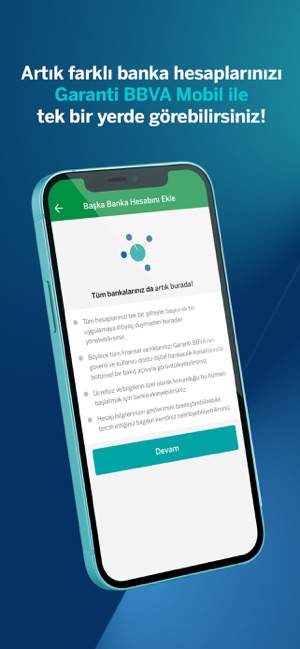 Artık farklı banka hesaplarınızı
Garanti BBVA Mobil ile
tek bir yerde görebilirsiniz!
Başka Banka Hesabını Ekle
Tüm bankalarınız da artık burada!
Tüm hesaplarınızı tek bir şifreyle, başka ek bir
uygulamaya ihtiyaç duymadan buradan
yönetebilirsiniz.
Böylece tüm finansal varlıklarınızı Garanti BBVA'nın
güvenli ve kullanıcı dostu dijital bankacılık kanallarında
bütünsel bir bakış açısıyla görüntüleyebilirsiniz.
Ücretsiz ve bilgilerin özel olarak korunduğu bu hizmeti
başlatmak için banka ekleyebilirsiniz.
Hesap bilgilerinizin gösterimini özelleştirebilir,
tercih ettiğiniz bilgileri kendiniz belirleyebilirsiniz.
Devam